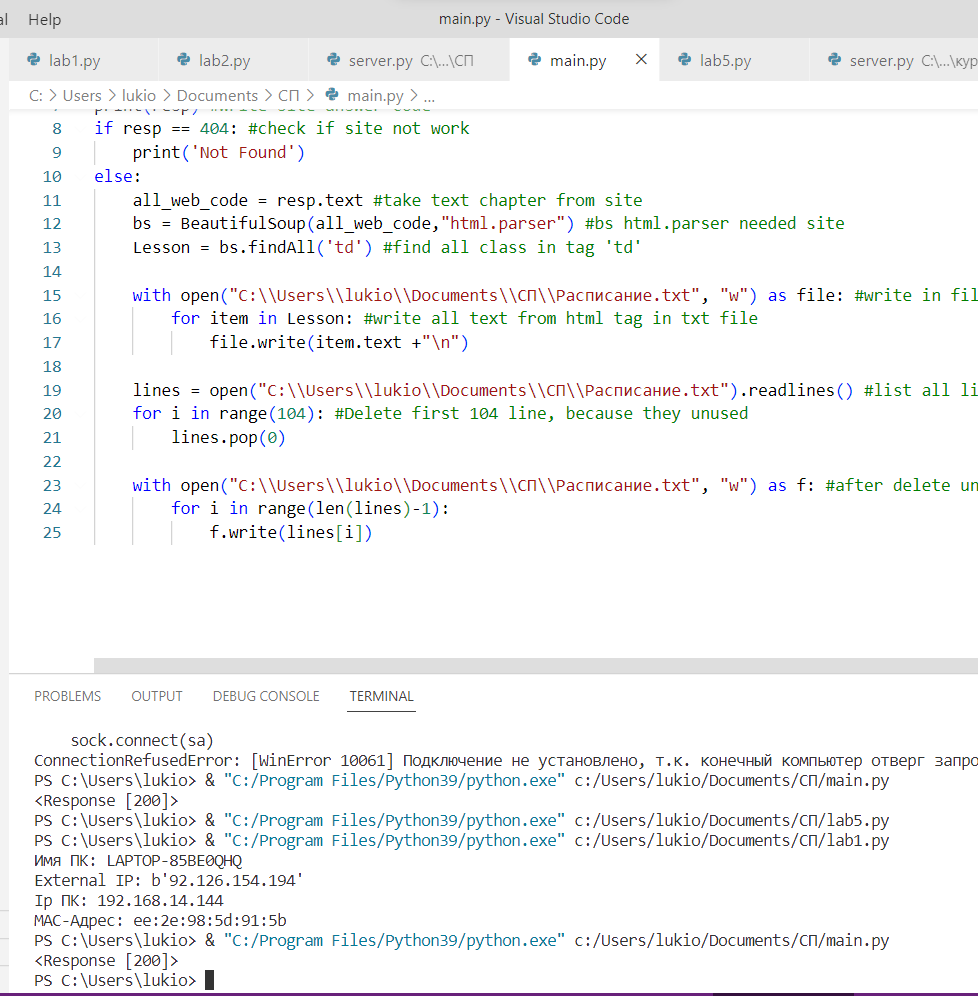 Help
main.py - Visual Studio Code
lab1.py
lab2.py
server.py C:\...\СП
main.py
lab5.py
server.py C:\...\кур
C: > Users > lukio > Documents > СП > main.py > ...
8 if resp == 404: #check if site not work
9 print('Not Found')
10 else:
11 all_web_code = resp.text #take text chapter from site
12 bs = BeautifulSoup(all_web_code,"html.parser") #bs html.parser needed site
13 Lesson = bs.findAll('td') #find all class in tag 'td'
14
15 with open("C:\\Users\\lukio\\Documents\\СП\\Расписание.txt", "w") as file: #write in fil
16 for item in Lesson: #write all text from html tag in txt file
17 file.write(item.text +"\n")
18
19 lines = open("C:\\Users\\lukio\\Documents\\СП\\Расписание.txt").readlines() #list all li
20 for i in range(104): #Delete first 104 line, because they unused
21 lines.pop(0)
22
23 with open("C:\\Users\\lukio\\Documents\\СП\\Расписание.txt", "w") as f: #after delete un
24 for i in range(len(lines)-1):
25 f.write(lines[i])
PROBLEMS OUTPUT DEBUG CONSOLE TERMINAL
sock.connect(sa)
ConnectionRefusedError: [WinError 10061] Подключение не установлено, т.к. конечный компьютер отверг запро
PS C:\Users\lukio> & "C:/Program Files/Python39/python.exe" c:/Users/lukio/Documents/СП/main.py
<Response [200]>
PS C:\Users\lukio> & "C:/Program Files/Python39/python.exe" c:/Users/lukio/Documents/СП/lab5.py
PS C:\Users\lukio> & "C:/Program Files/Python39/python.exe" c:/Users/lukio/Documents/СП/lab1.py
Имя ПК: LAPTOP-85BE0QHQ
External IP: b'92.126.154.194'
Ip ПК: 192.168.14.144
MAC-Адрес: ee:2e:98:5d:91:5b
PS C:\Users\lukio> & "C:/Program Files/Python39/python.exe" c:/Users/lukio/Documents/СП/main.py
<Response [200]>
PS C:\Users\lukio>